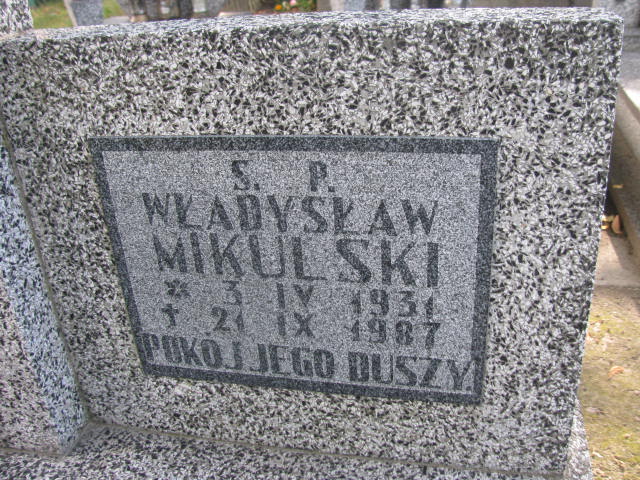 S. P.
WŁADYSŁAW
MIKULSKI
* 3 IV 1931
† 21 IX 1987
POKÓJ JEGO DUSZY